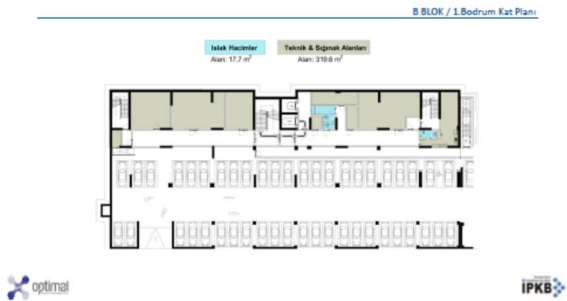 B BLOK / 1.Bodrum Kat Planı
Islak Hacimler
Alan: 17.7 m²
Teknik & Sığınak Alanları
Alan: 319.6 m²
optimal
IPKB